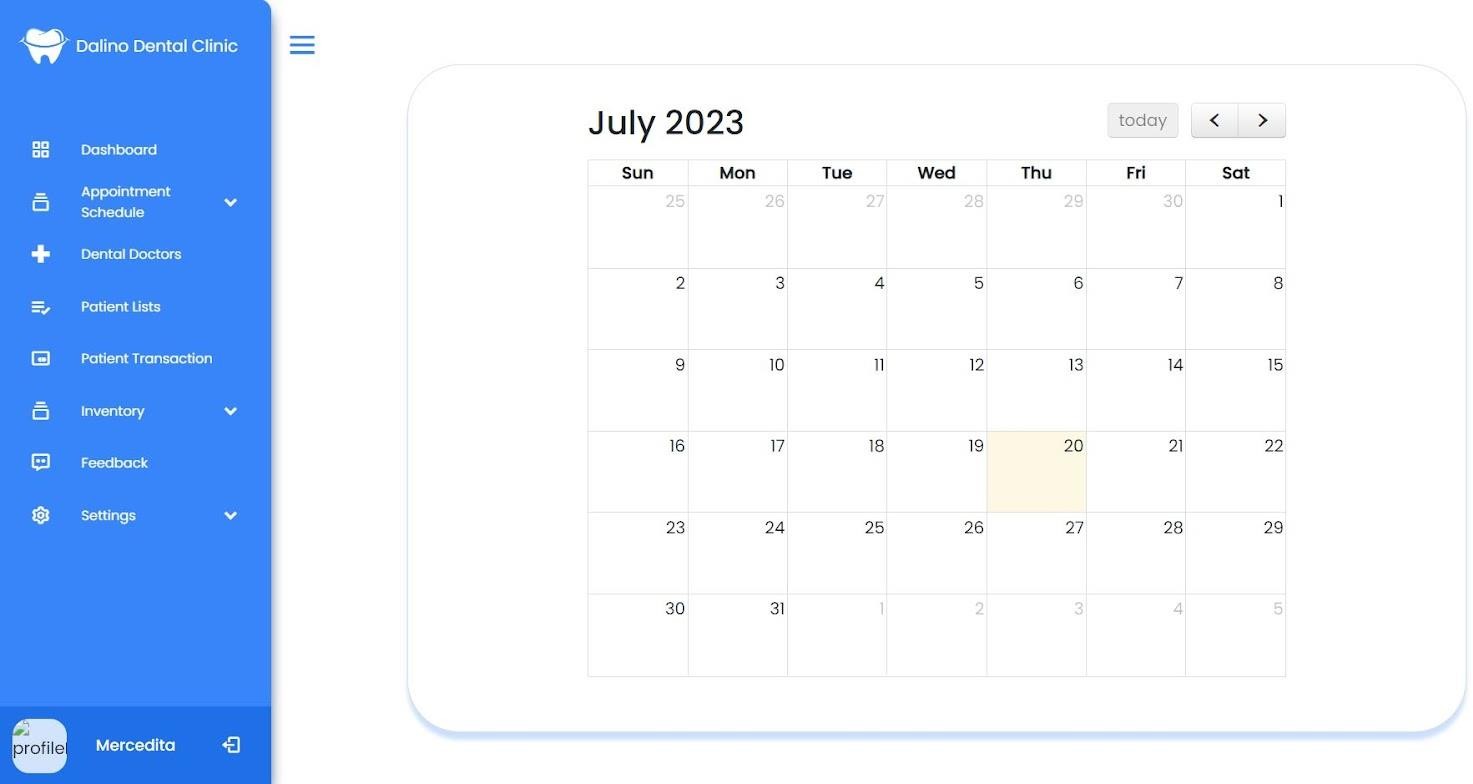 Dalino Dental Clinic
Dashboard
Appointment
Schedule
Dental Doctors
Patient Lists
Patient Transaction
Inventory
Feedback
Settings
profile
Mercedita
July 2023
today
Sun Mon Tue Wed Thu Fri Sat
25 26 27 28 29 30 1
2 3 4 5 6 7 8
9 10 11 12 13 14 15
16 17 18 19 20 21 22
23 24 25 26 27 28 29
30 31 1 2 3 4 5